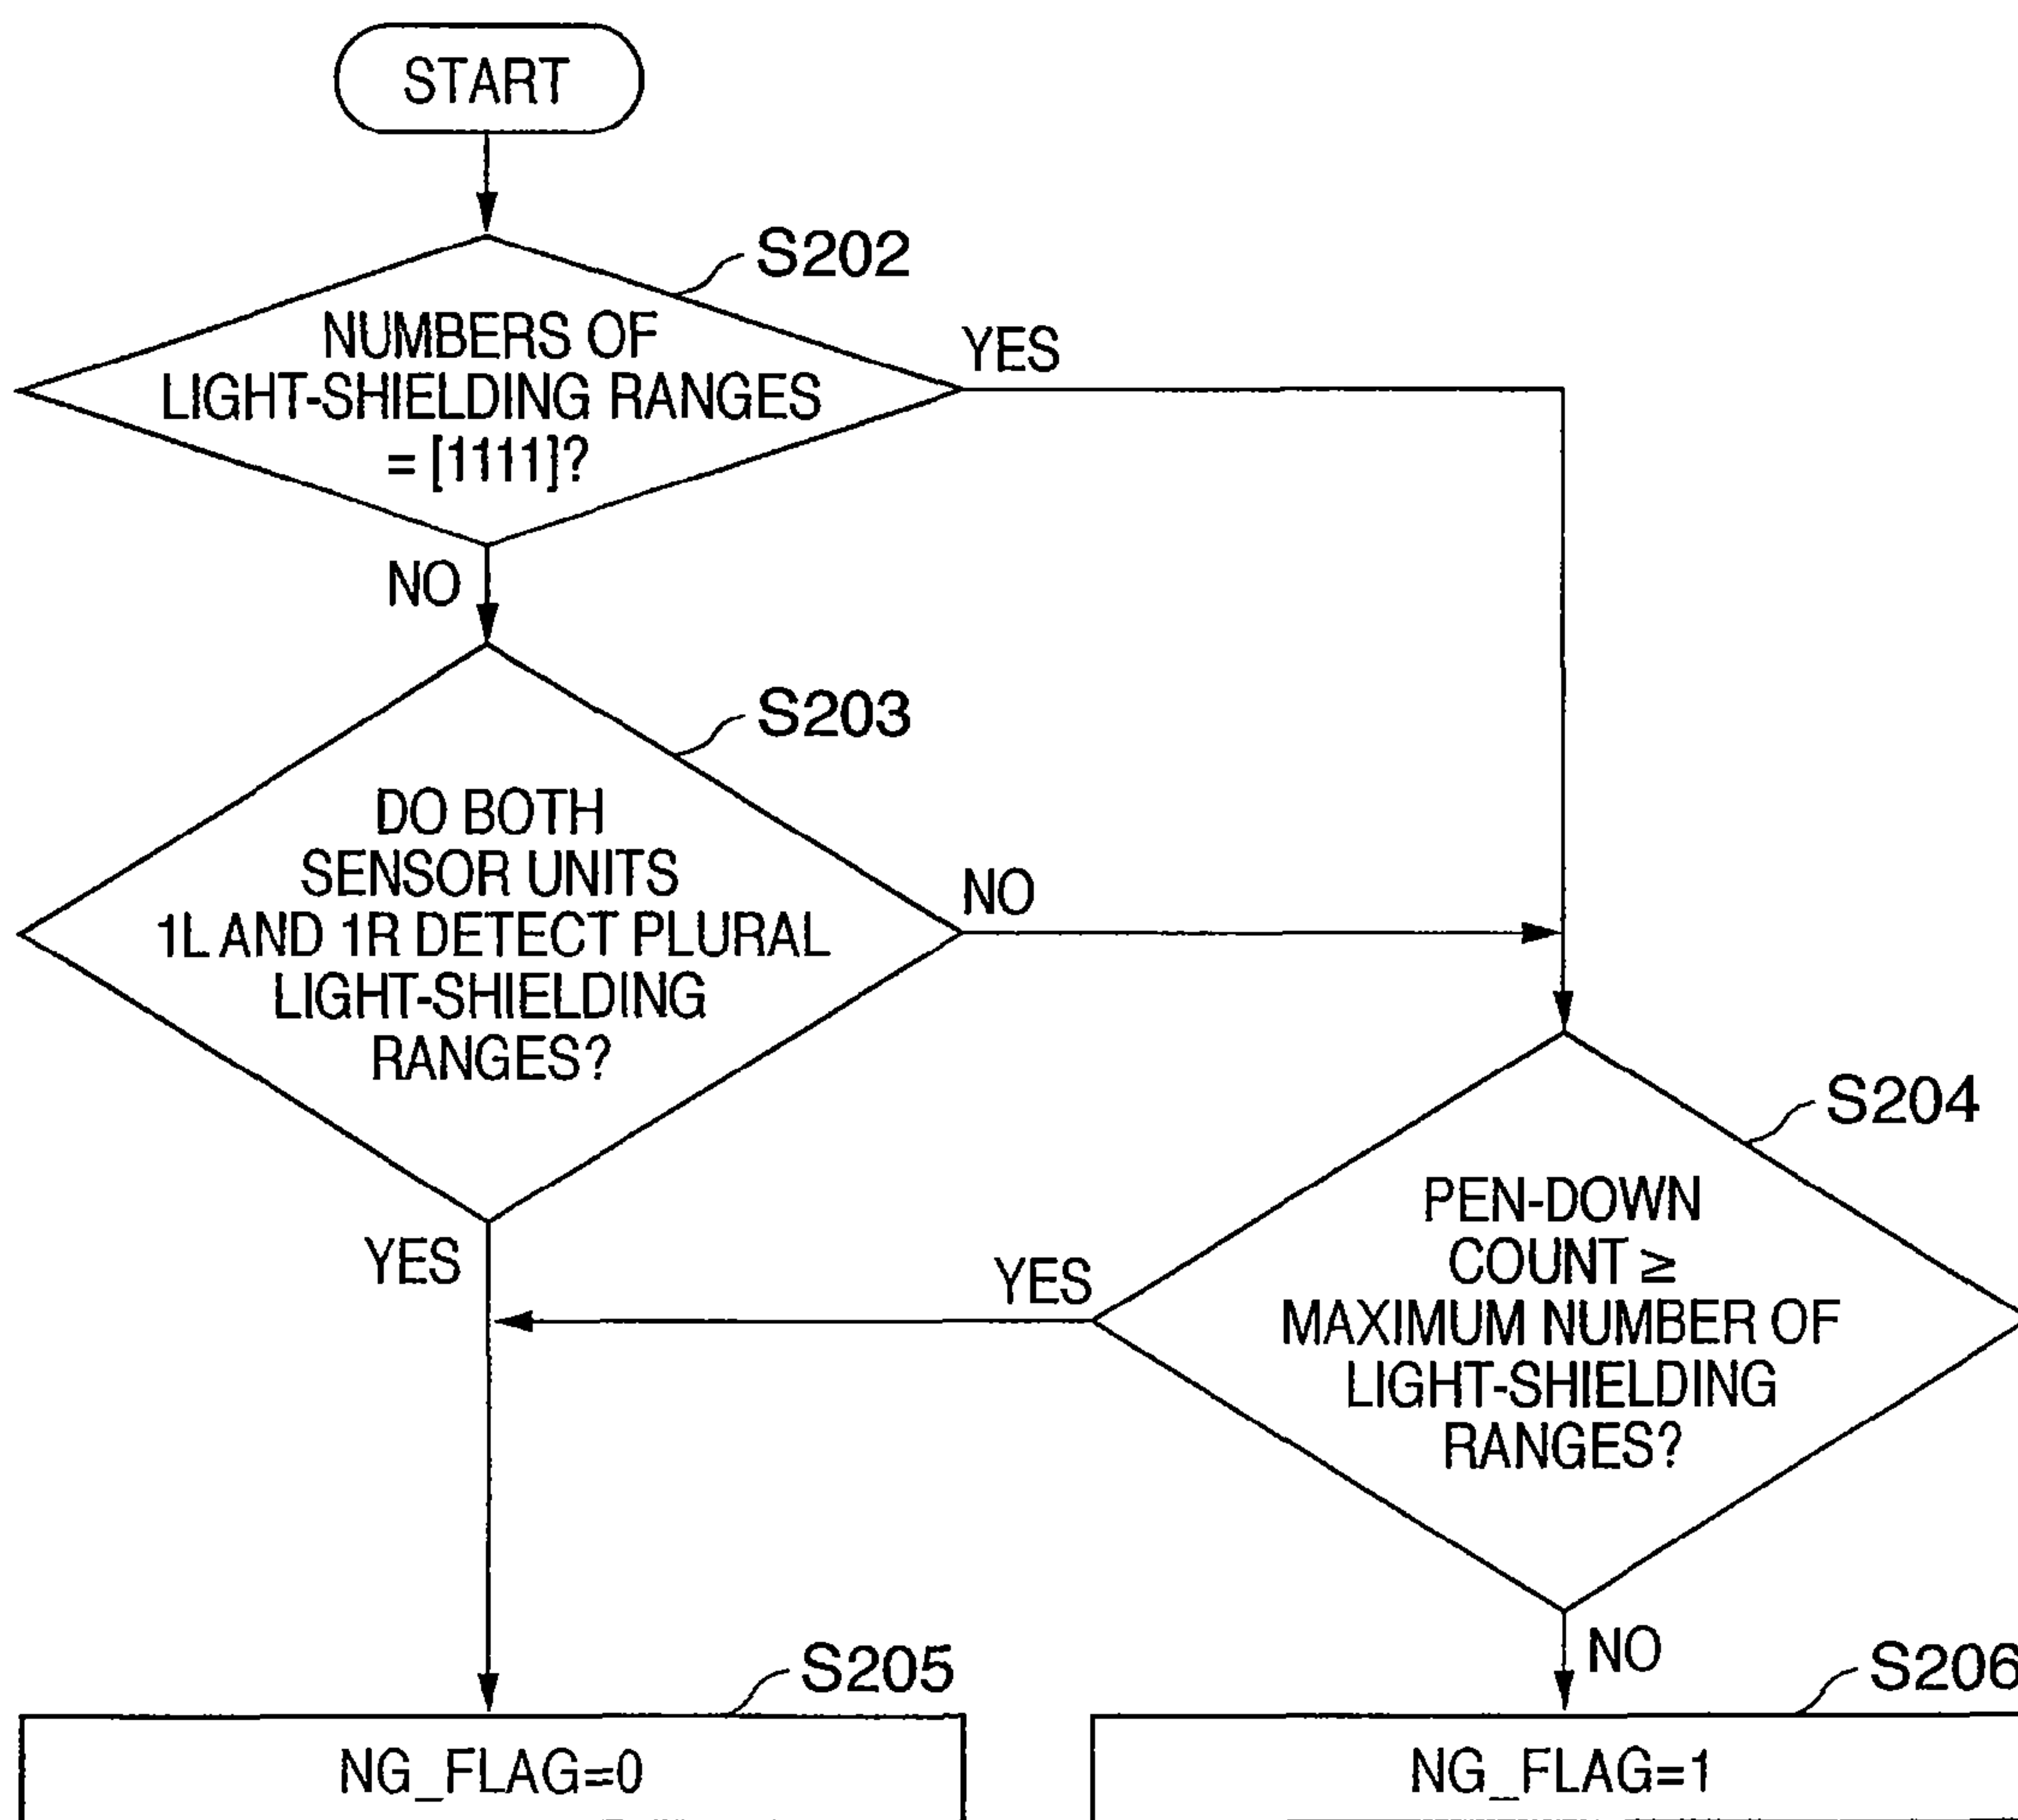 START
S202
NUMBERS OF
LIGHT-SHIELDING RANGES
= [1111]?
YES
NO
S203
DO BOTH
SENSOR UNITS
1L AND 1R DETECT PLURAL
LIGHT-SHIELDING
RANGES?
NO
YES
S204
PEN-DOWN
COUNT ≥
MAXIMUM NUMBER OF
LIGHT-SHIELDING
RANGES?
YES
NO
S205
NG_FLAG=0
S206
NG_FLAG=1